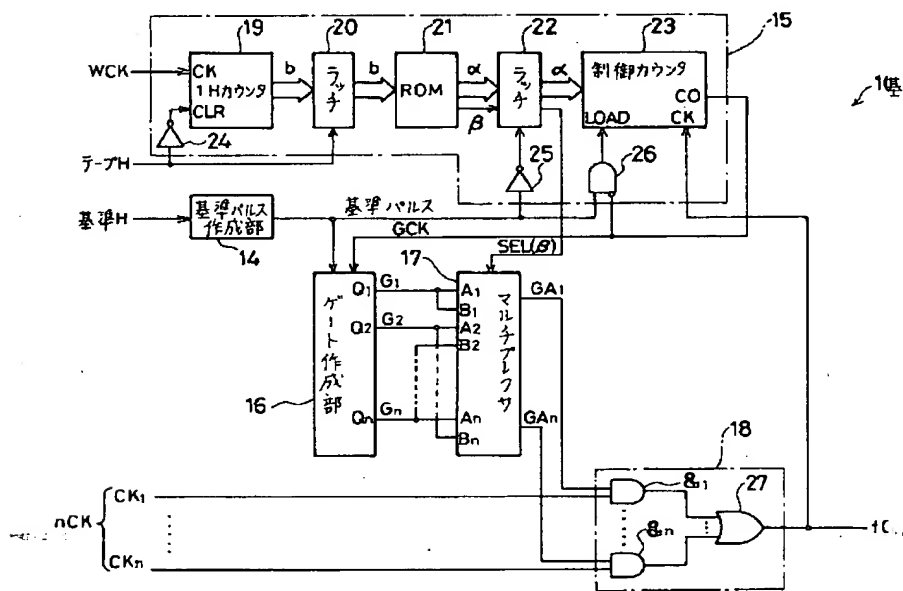 19
20
21
22
23
15
WCK
CK
1Hカウンタ
CLR
b
ラッチ
b
ROM
α
β
ラッチ
α
制御カウンタ
CO
LOAD
CK
24
25
26
テープH
基準H
基準パルス
作成部
14
基準パルス
GCK
SEL(β)
17
16
ゲート作成部
Q1
Q2
Qn
G1
G2
Gn
A1
B1
A2
B2
An
Bn
マルチプレクサ
GA1
GAn
18
&1
&n
27
nCK
CK1
CKn